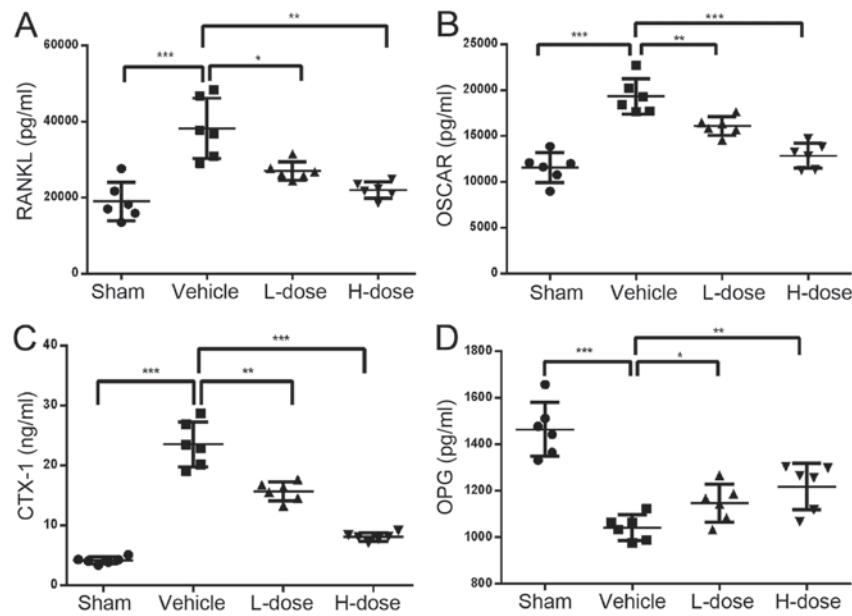 A
RANKL (pg/ml)
60000
40000
20000
0
***
**
*
Sham Vehicle L-dose H-dose
B
OSCAR (pg/ml)
25000
20000
15000
10000
5000
0
***
***
**
Sham Vehicle L-dose H-dose
C
CTX-1 (ng/ml)
40
30
20
10
0
***
***
**
Sham Vehicle L-dose H-dose
D
OPG (pg/ml)
1800
1600
1400
1200
1000
800
***
**
*
Sham Vehicle L-dose H-dose